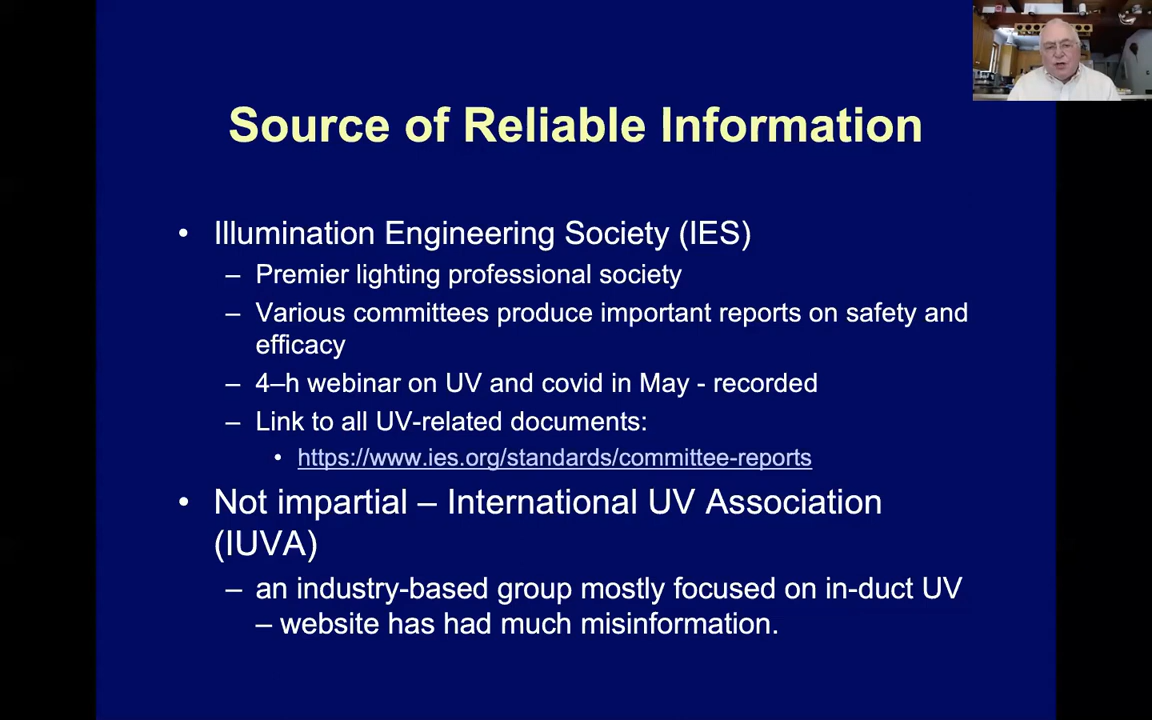 Source of Reliable Information
• Illumination Engineering Society (IES)
– Premier lighting professional society
– Various committees produce important reports on safety and
efficacy
– 4–h webinar on UV and covid in May - recorded
– Link to all UV-related documents:
• https://www.ies.org/standards/committee-reports
• Not impartial – International UV Association
(IUVA)
– an industry-based group mostly focused on in-duct UV
– website has had much misinformation.